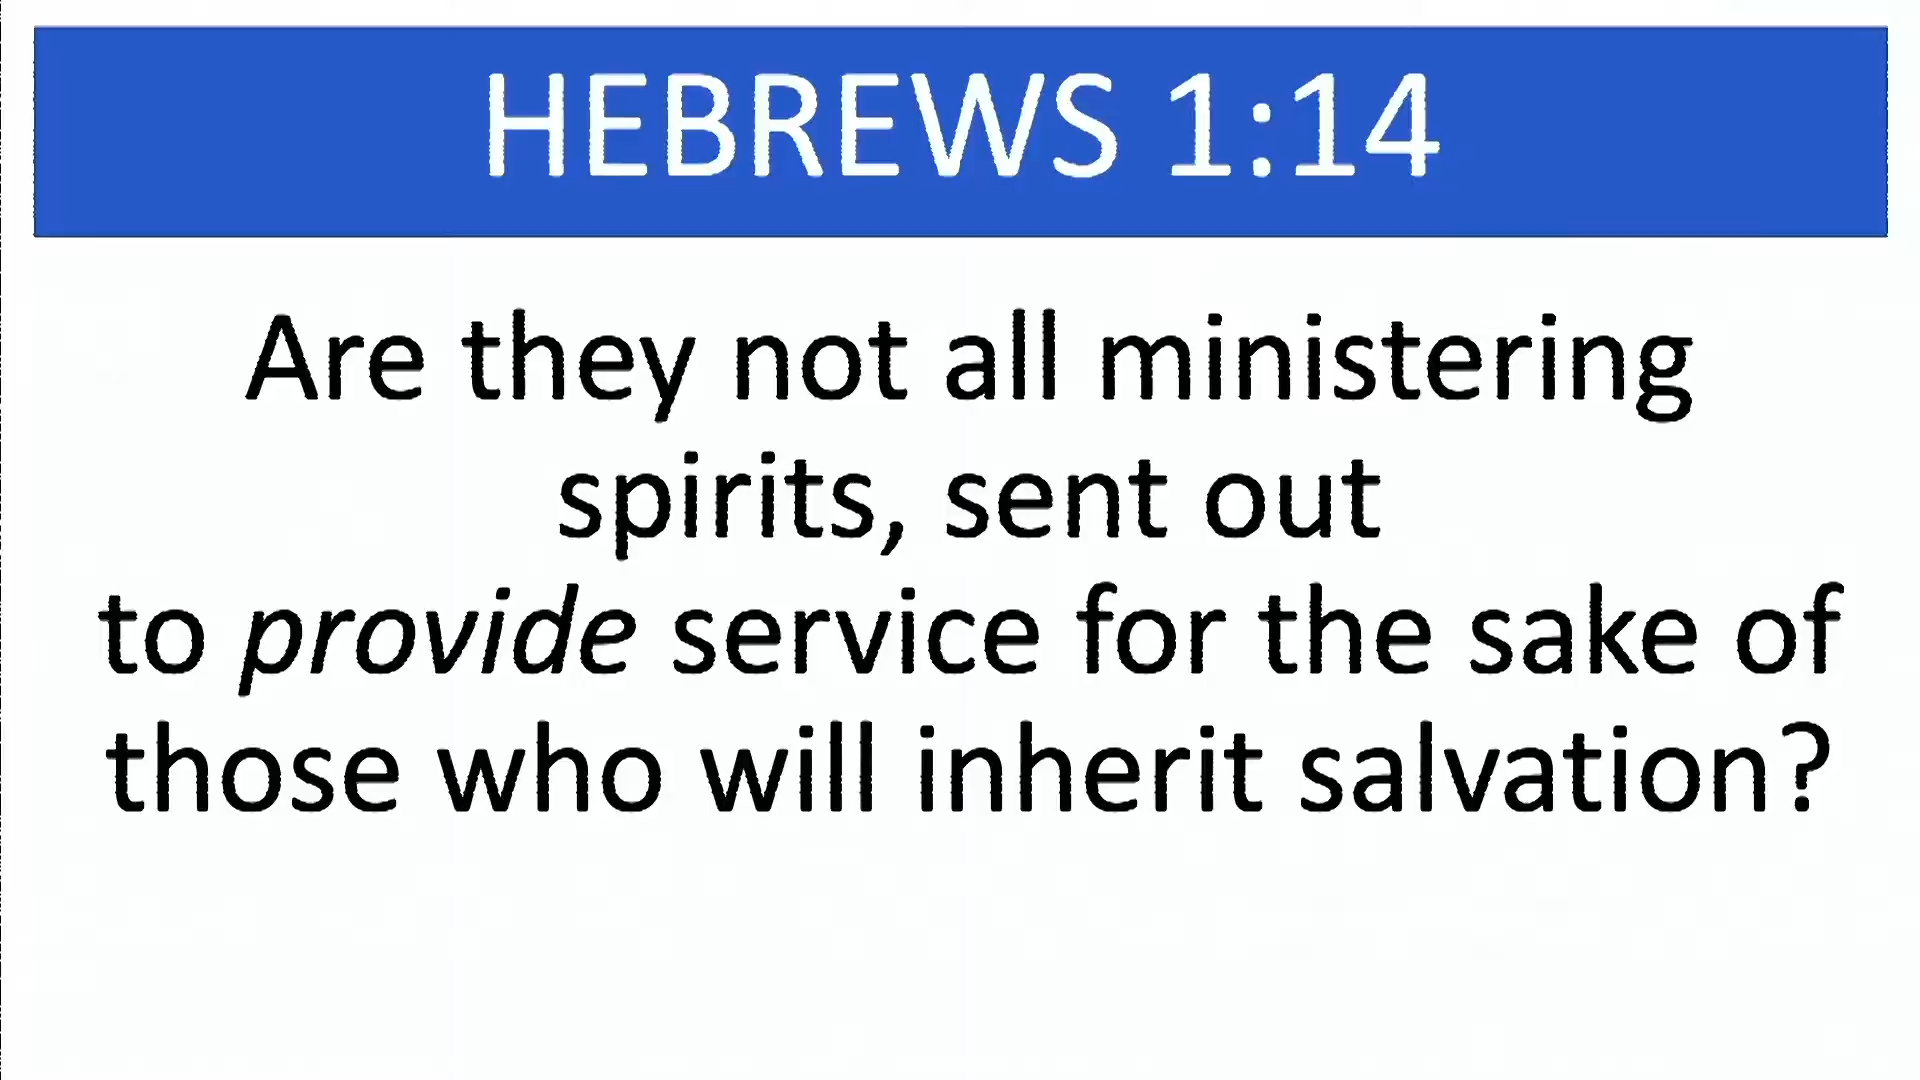 HEBREWS 1:14
Are they not all ministering
spirits, sent out
to provide service for the sake of
those who will inherit salvation?